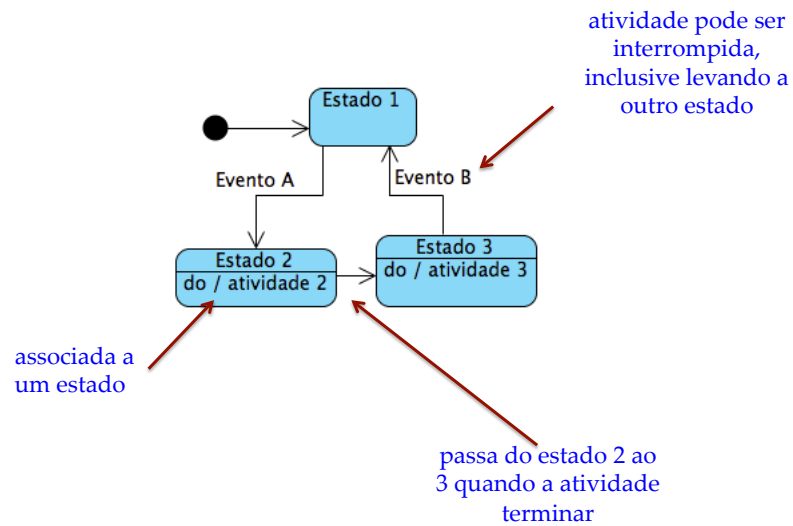 atividade pode ser
interrompida,
inclusive levando a
outro estado
Estado 1
Evento A
Evento B
Estado 2
do / atividade 2
Estado 3
do / atividade 3
associada a
um estado
passa do estado 2 ao
3 quando a atividade
terminar